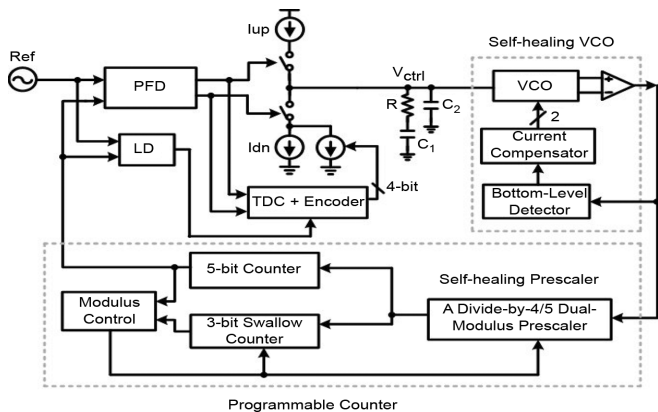 Iup
Self-healing VCO
Ref
PFD
Vctrl
VCO
R
C2
C1
2
LD
Idn
Current
Compensator
4-bit
TDC + Encoder
Bottom-Level
Detector
5-bit Counter
Self-healing Prescaler
Modulus
Control
3-bit Swallow
Counter
A Divide-by-4/5 Dual-
Modulus Prescaler
Programmable Counter